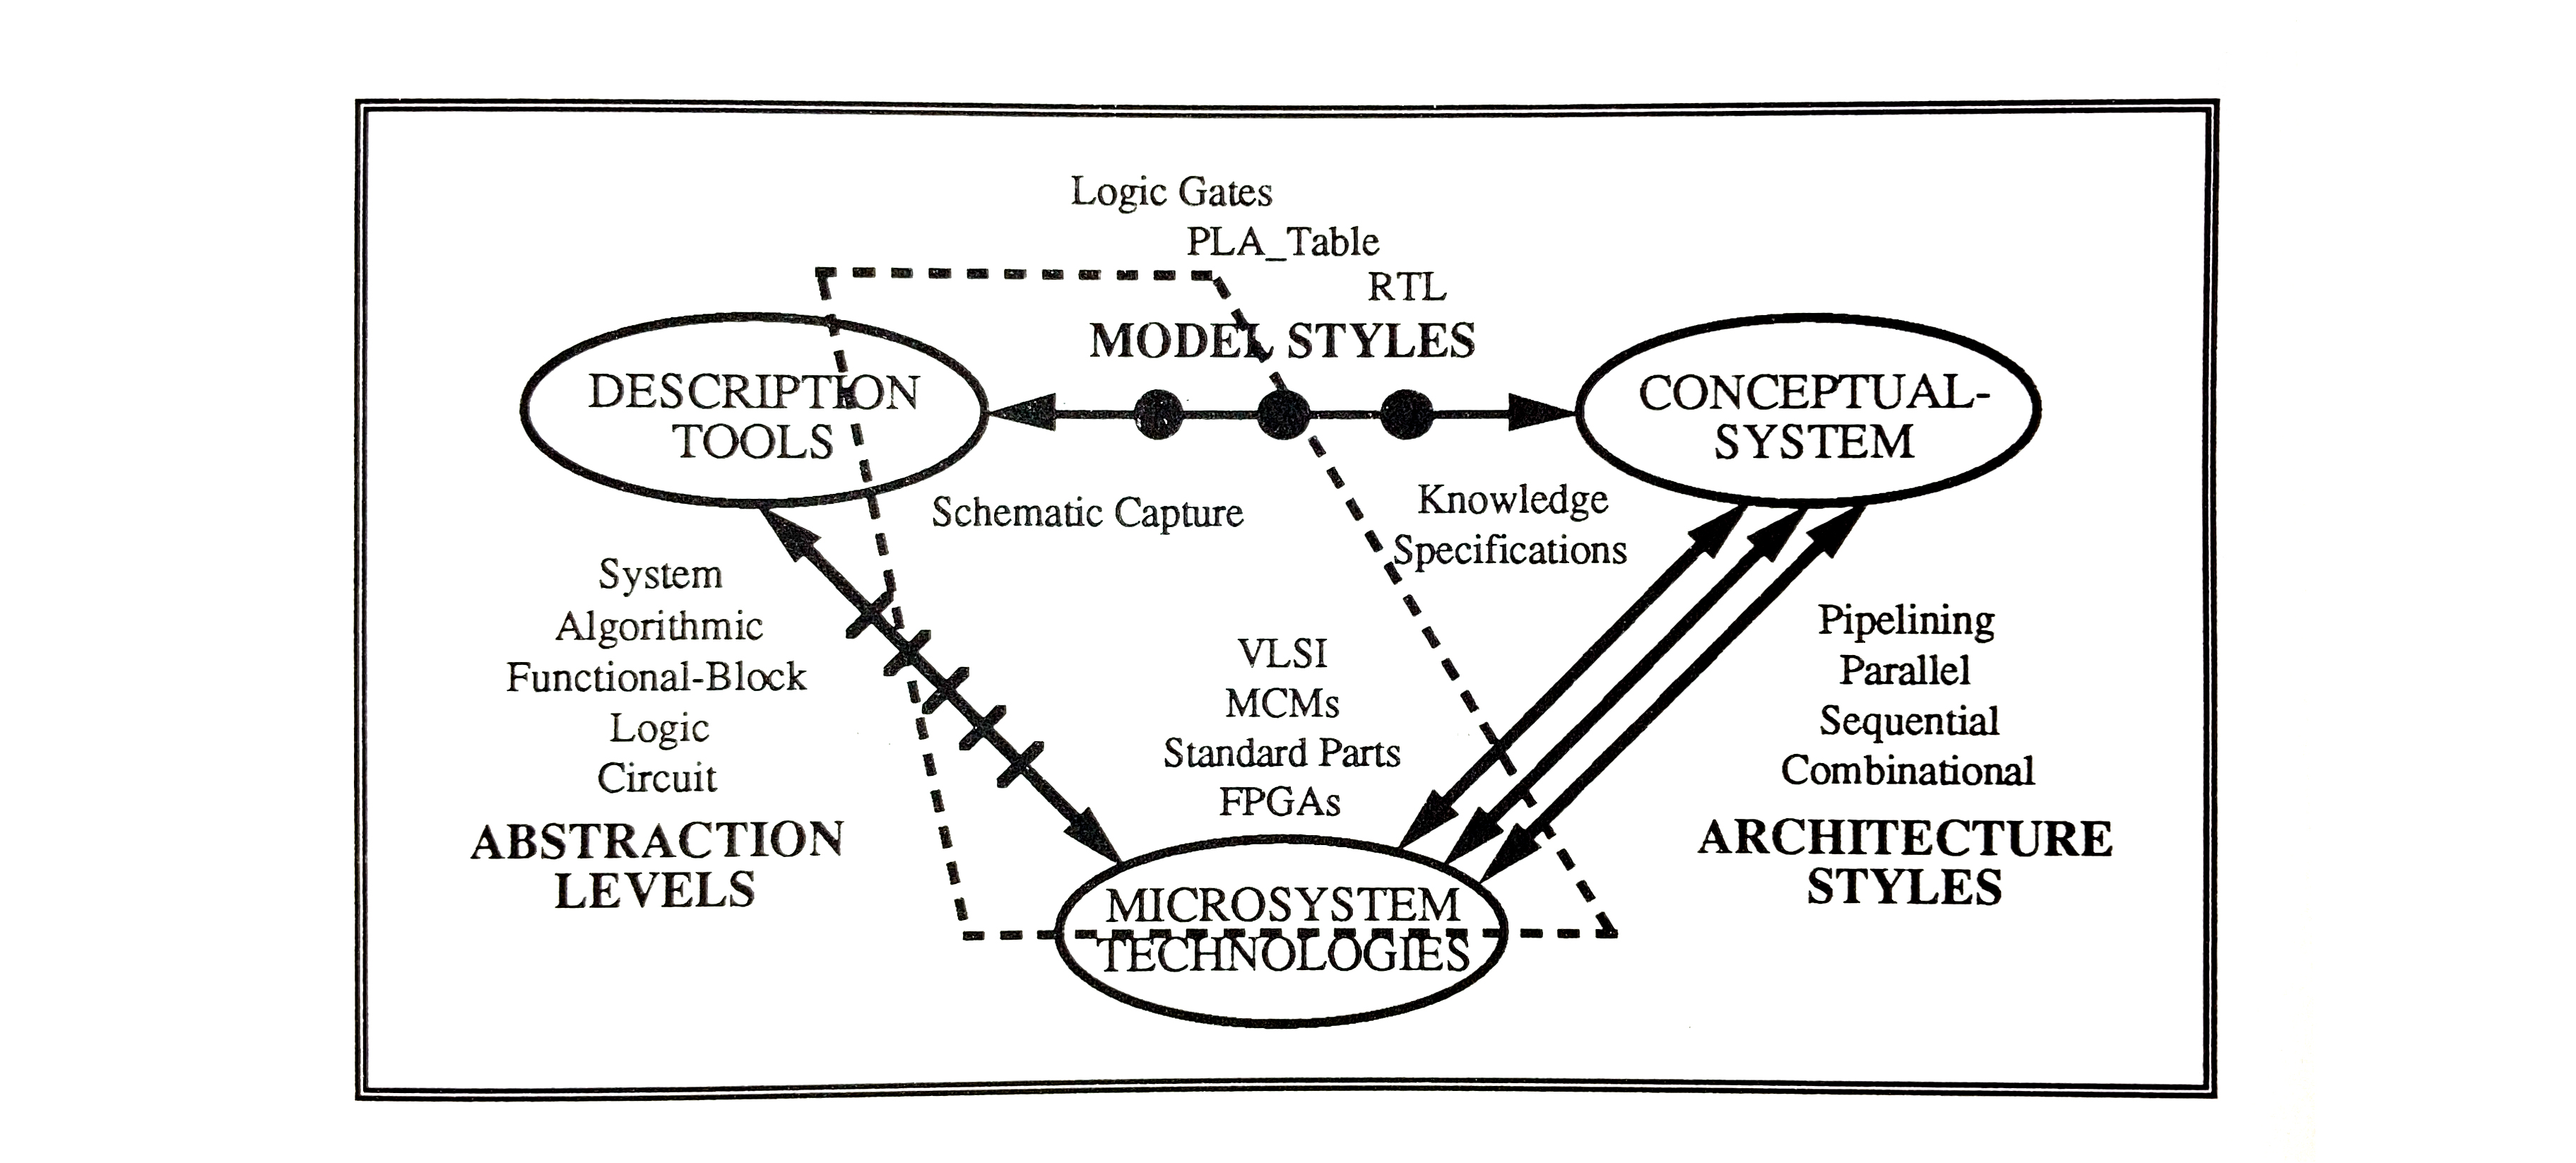 Logic Gates
PLA_Table
RTL
MODEL STYLES
DESCRIPTION
TOOLS
CONCEPTUAL-
SYSTEM
Schematic Capture
Knowledge
Specifications
System
Algorithmic
Functional-Block
Logic
Circuit
ABSTRACTION
LEVELS
VLSI
MCMs
Standard Parts
FPGAs
Pipelining
Parallel
Sequential
Combinational
ARCHITECTURE
STYLES
MICROSYSTEM
TECHNOLOGIES